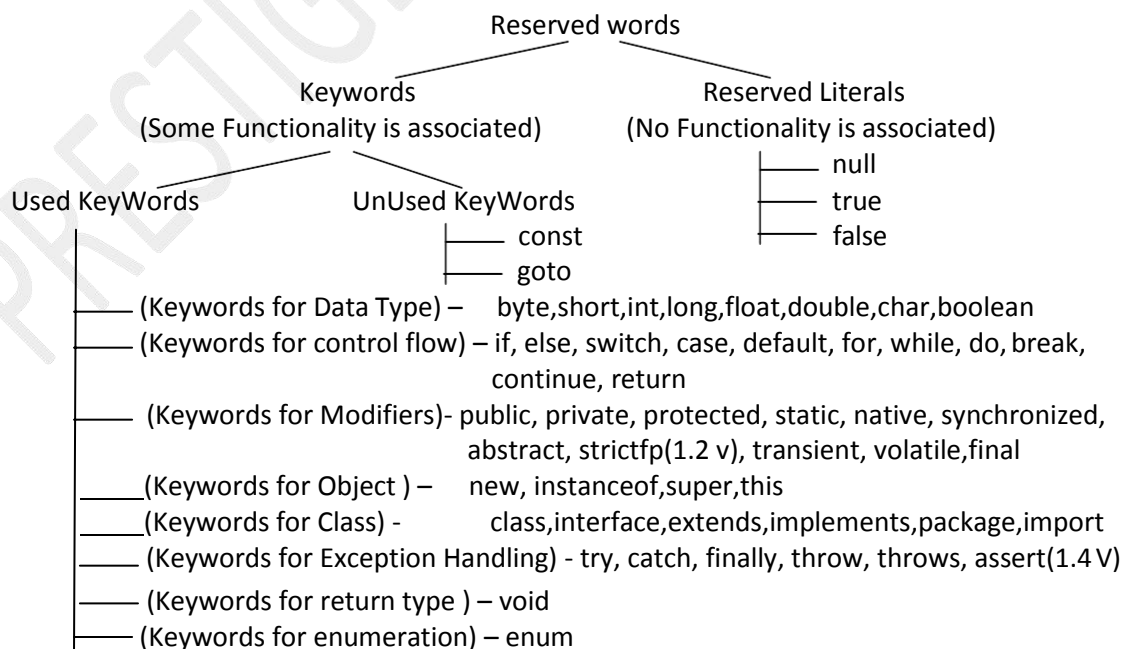 Reserved words
Keywords Reserved Literals
(Some Functionality is associated) (No Functionality is associated)
null
Used KeyWords UnUsed KeyWords true
const false
goto
(Keywords for Data Type) – byte,short,int,long,float,double,char,boolean
(Keywords for control flow) – if, else, switch, case, default, for, while, do, break,
continue, return
(Keywords for Modifiers)- public, private, protected, static, native, synchronized,
abstract, strictfp(1.2 v), transient, volatile,final
(Keywords for Object ) – new, instanceof,super,this
(Keywords for Class) - class,interface,extends,implements,package,import
(Keywords for Exception Handling) - try, catch, finally, throw, throws, assert(1.4 V)
(Keywords for return type ) – void
(Keywords for enumeration) – enum